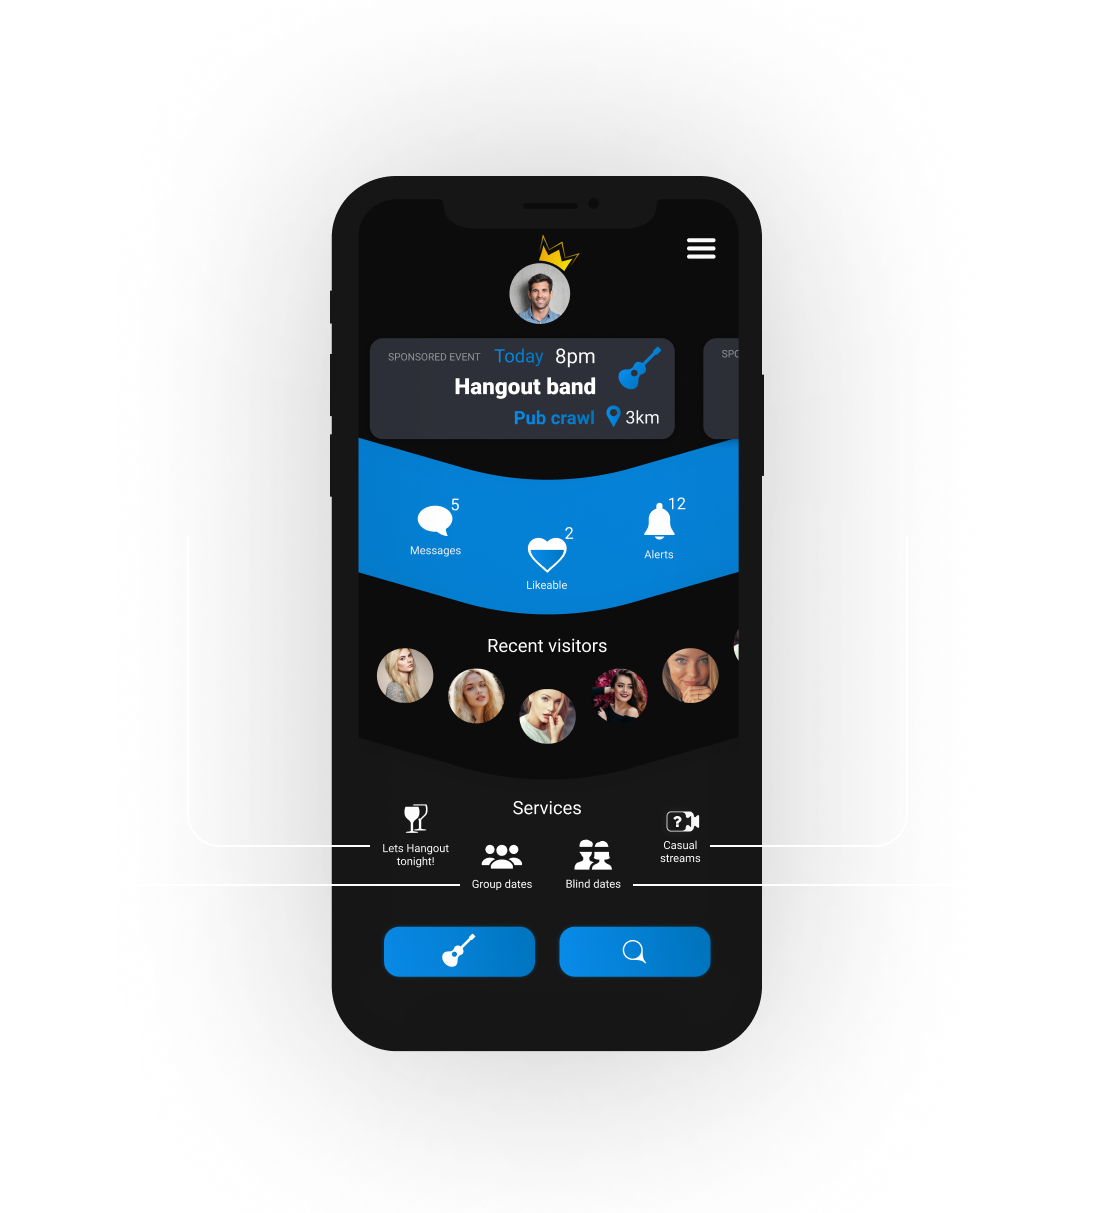 SPONSORED EVENT Today 8pm
Hangout band
Pub crawl 3km
SPO
5
Messages
2
Likeable
12
Alerts
Recent visitors
Services
Lets Hangout
tonight!
Group dates
Blind dates
?
Casual
streams